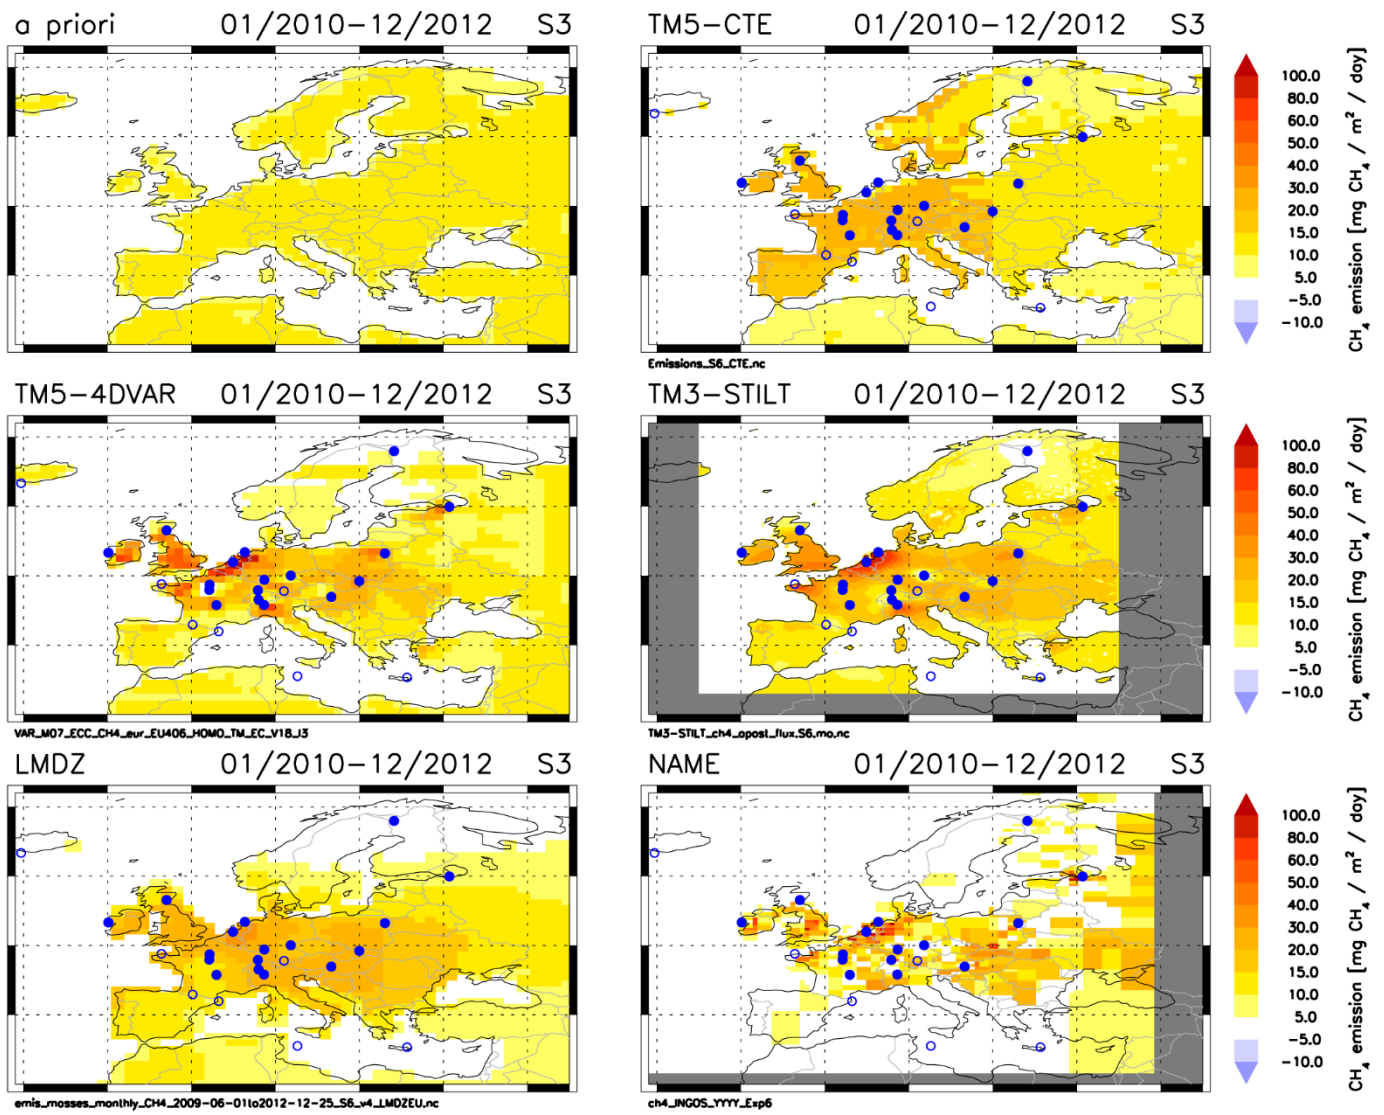 a priori 01/2010-12/2012 S3
TM5-CTE 01/2010-12/2012 S3
100.0
80.0
60.0
50.0
40.0
30.0
20.0
15.0
10.0
5.0
-5.0
-10.0
CH4 emission [mg CH4 / m² / day]
Emissions_S6_CTE.nc
TM5-4DVAR 01/2010-12/2012 S3
TM3-STILT 01/2010-12/2012 S3
100.0
80.0
60.0
50.0
40.0
30.0
20.0
15.0
10.0
5.0
-5.0
-10.0
CH4 emission [mg CH4 / m² / day]
VAR_M07_ECC_CH4_eur_EU406_HOMO_TM_EC_V18_I3
TM3-STILT_ch4_apost_flux.S6.mo.nc
LMDZ 01/2010-12/2012 S3
NAME 01/2010-12/2012 S3
100.0
80.0
60.0
50.0
40.0
30.0
20.0
15.0
10.0
5.0
-5.0
-10.0
CH4 emission [mg CH4 / m² / day]
emis_mosses_monthly_CH4_2009-06-01to2012-12-25_S6_v4_LMDZEU.nc
ch4_INGOS_YYYY_Exp6